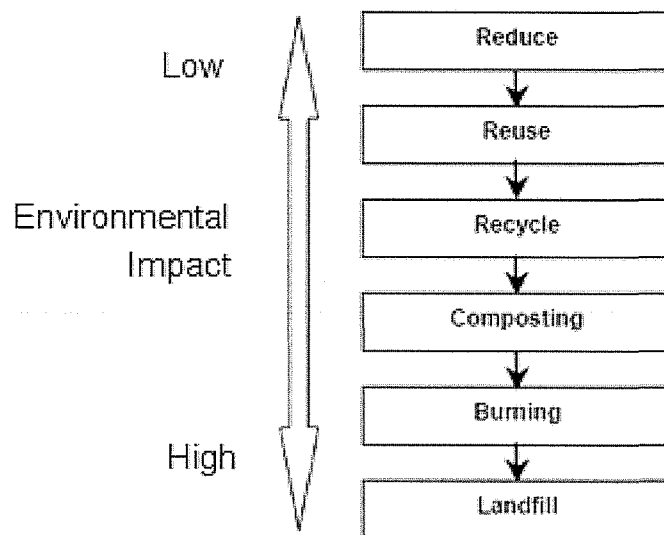 Low
Environmental
Impact
High
Reduce
Reuse
Recycle
Composting
Burning
Landfill